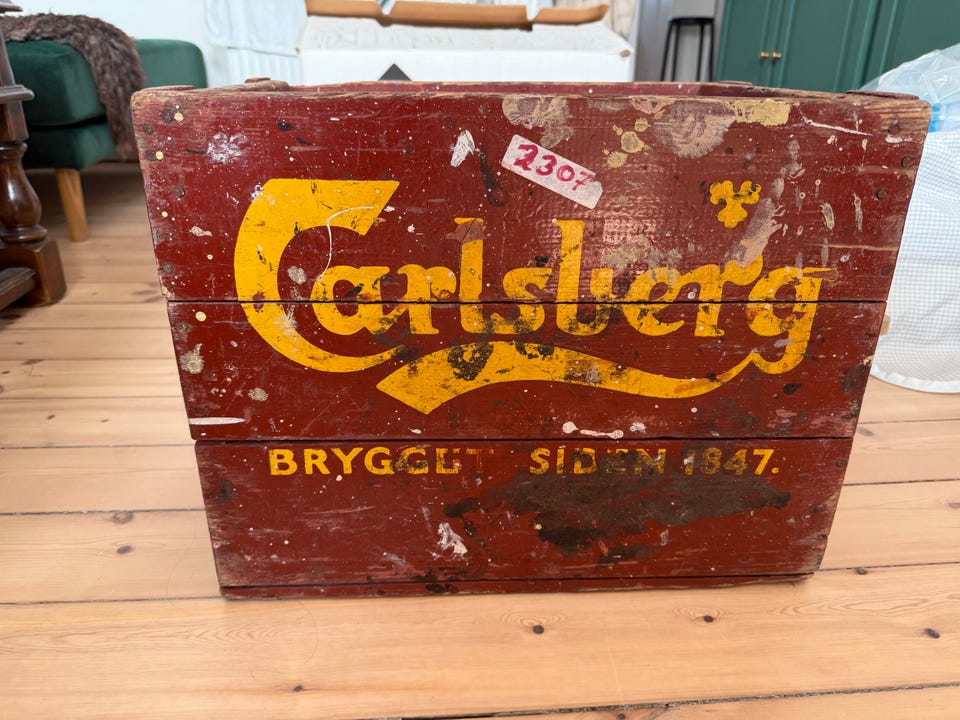 2307
Carlsberg
BRYGGET SIDEN 1847.